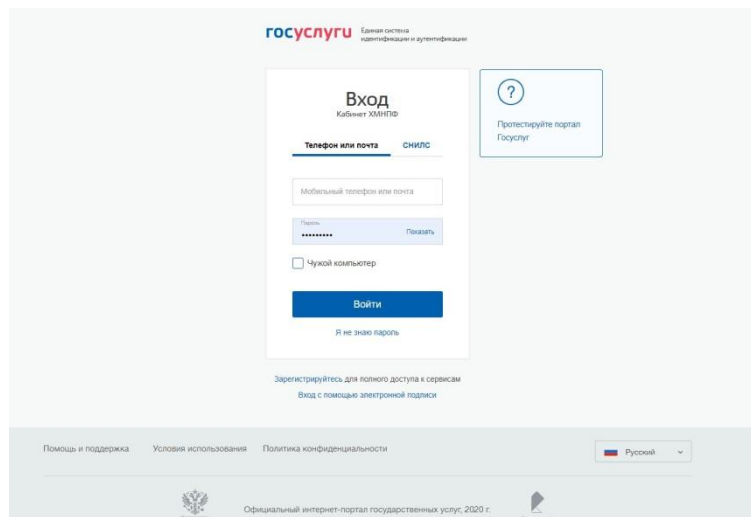 госуслуги
Единая система
идентификации и аутентификации
Вход
Кабинет ХМНПФ
Телефон или почта СНИЛС
Мобильный телефон или почта
Пароль
••••••••• Показать
Чужой компьютер
Войти
Я не знаю пароль
?
Протестируйте портал
Госуслуг
Зарегистрируйтесь для полного доступа к сервисам
Вход с помощью электронной подписи
Помощь и поддержка Условия использования Политика конфиденциальности
Русский
Официальный интернет-портал государственных услуг, 2020 г.